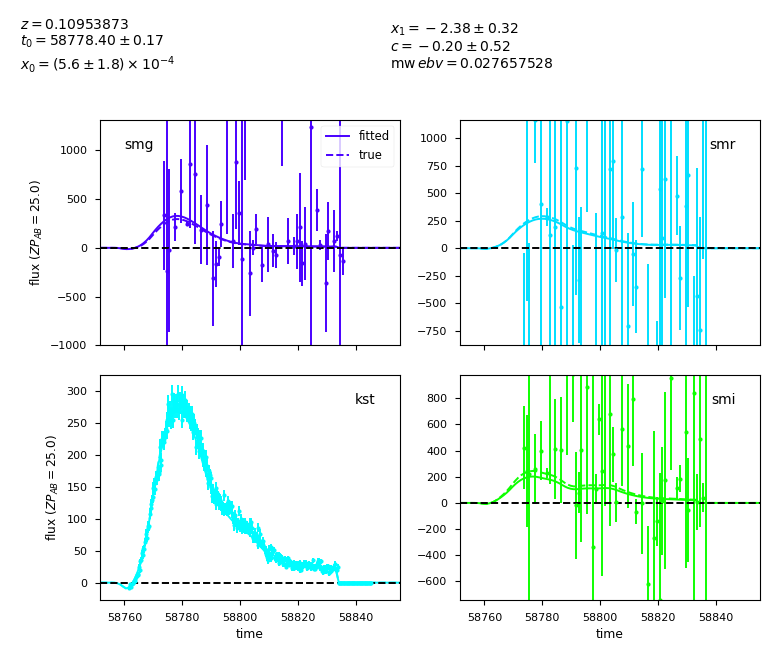 z = 0.10953873
t₀ = 58778.40 ± 0.17
x₀ = (5.6 ± 1.8) × 10⁻⁴
x₁ = −2.38 ± 0.32
c = −0.20 ± 0.52
mw ebv = 0.027657528
smg
fitted
true
1000
500
0
−500
−1000
flux (ZP_AB = 25.0)
smr
1000
750
500
250
0
−250
−500
−750
kst
300
250
200
150
100
50
0
flux (ZP_AB = 25.0)
58760 58780 58800 58820 58840
time
smi
800
600
400
200
0
−200
−400
−600
58760 58780 58800 58820 58840
time